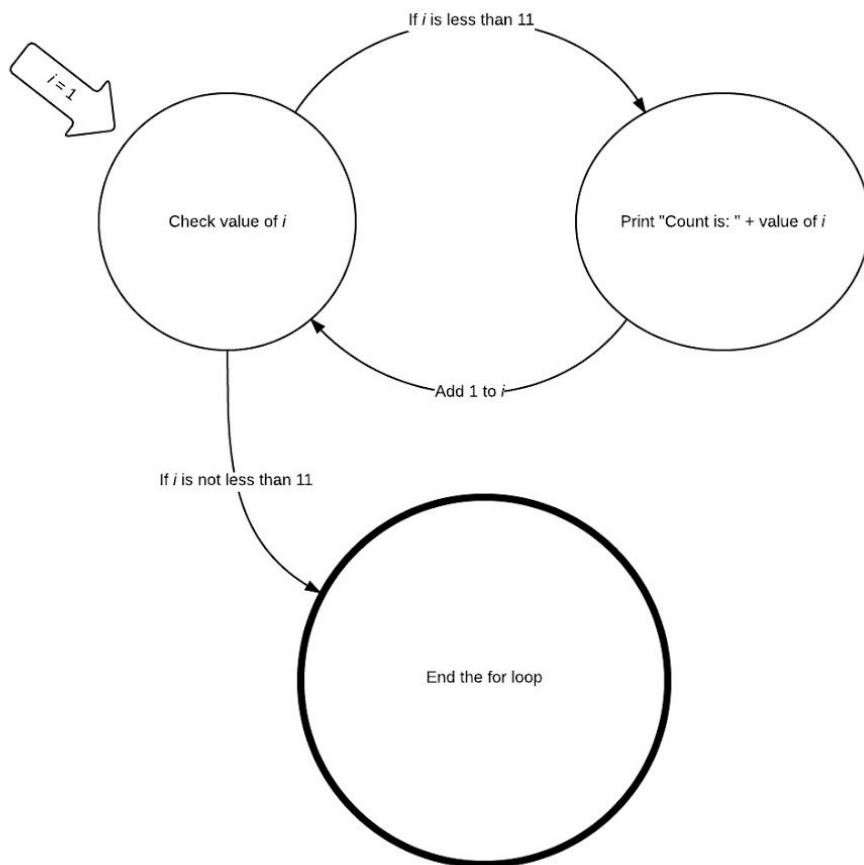 If i is less than 11
i = 1
Check value of i
Print "Count is: " + value of i
Add 1 to i
If i is not less than 11
End the for loop